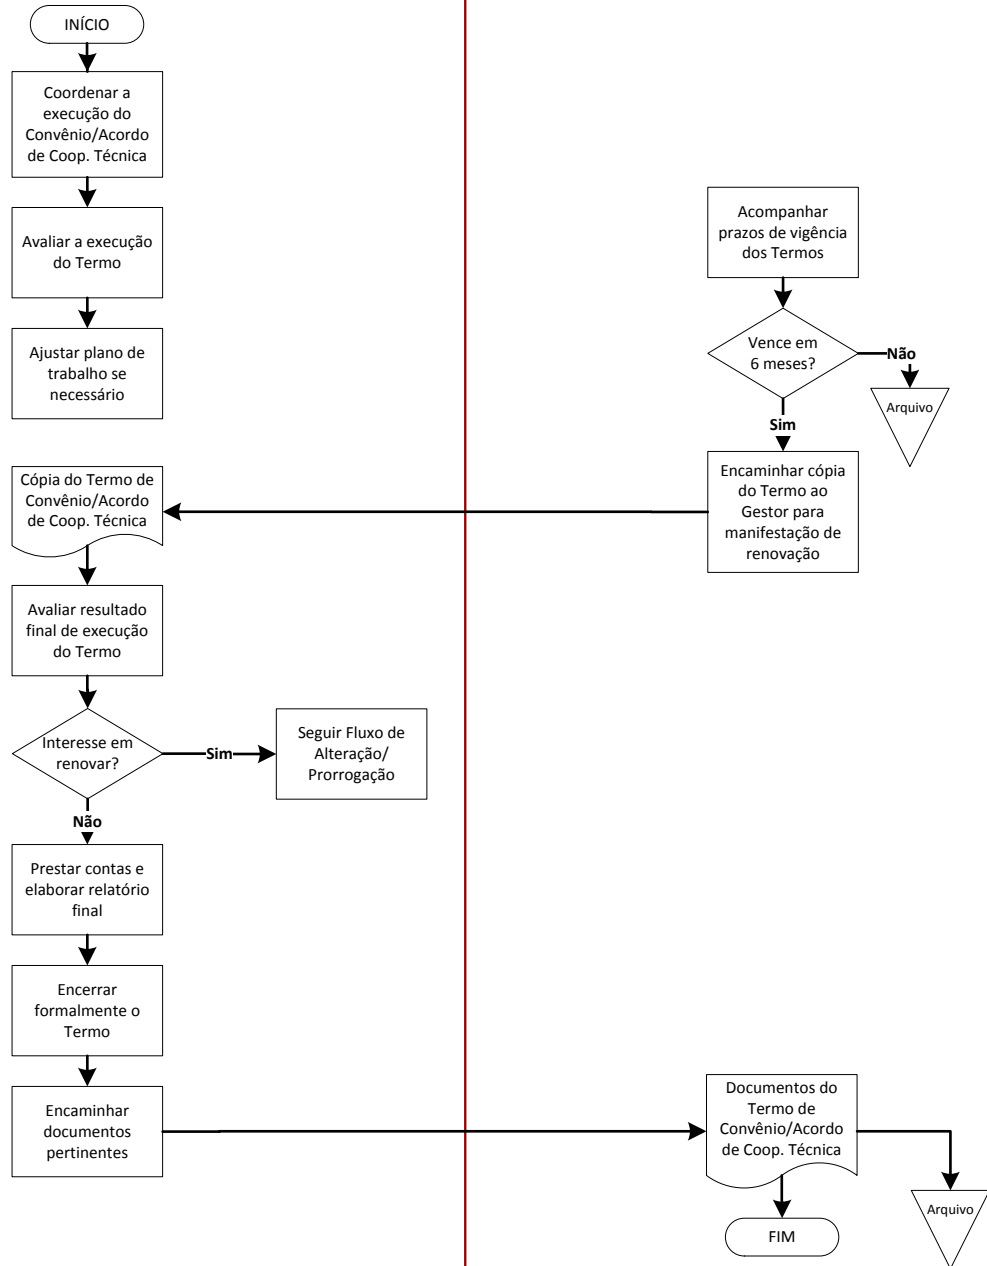 INÍCIO
Coordenar a
execução do
Convênio/Acordo
de Coop. Técnica
Avaliar a execução
do Termo
Ajustar plano de
trabalho se
necessário
Acompanhar
prazos de vigência
dos Termos
Vence em
6 meses?
Não
Arquivo
Sim
Encaminhar cópia
do Termo ao
Gestor para
manifestação de
renovação
Cópia do Termo de
Convênio/Acordo
de Coop. Técnica
Avaliar resultado
final de execução
do Termo
Interesse em
renovar?
Sim
Seguir Fluxo de
Alteração/
Prorrogação
Não
Prestar contas e
elaborar relatório
final
Encerrar
formalmente o
Termo
Encaminhar
documentos
pertinentes
Documentos do
Termo de
Convênio/Acordo
de Coop. Técnica
Arquivo
FIM